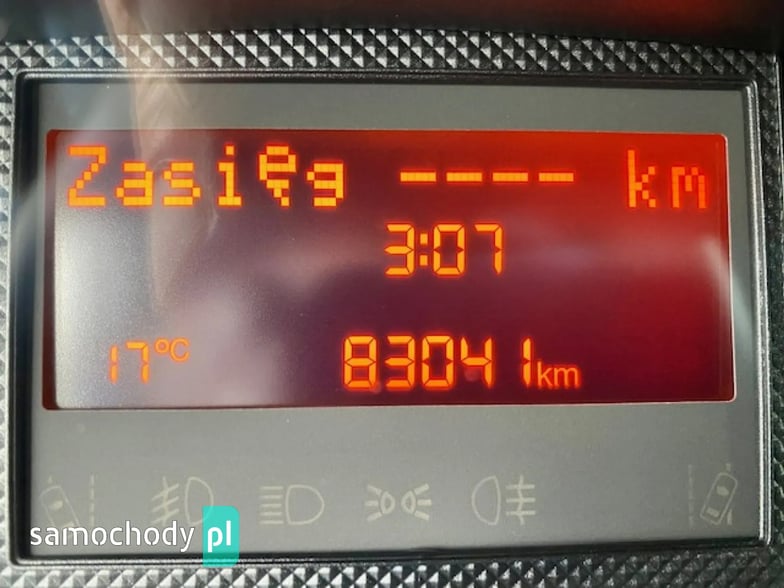 Zasięg ---- km
3:07
17°C 83041km
samochody pl